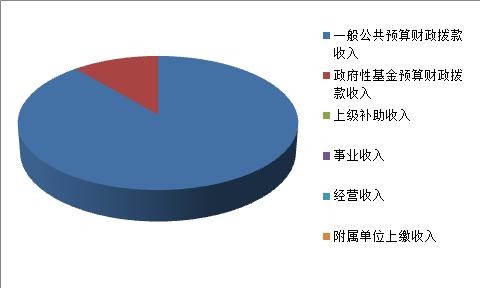 一般公共预算财政拨款
收入
政府性基金预算财政拨
款收入
上级补助收入
事业收入
经营收入
附属单位上缴收入